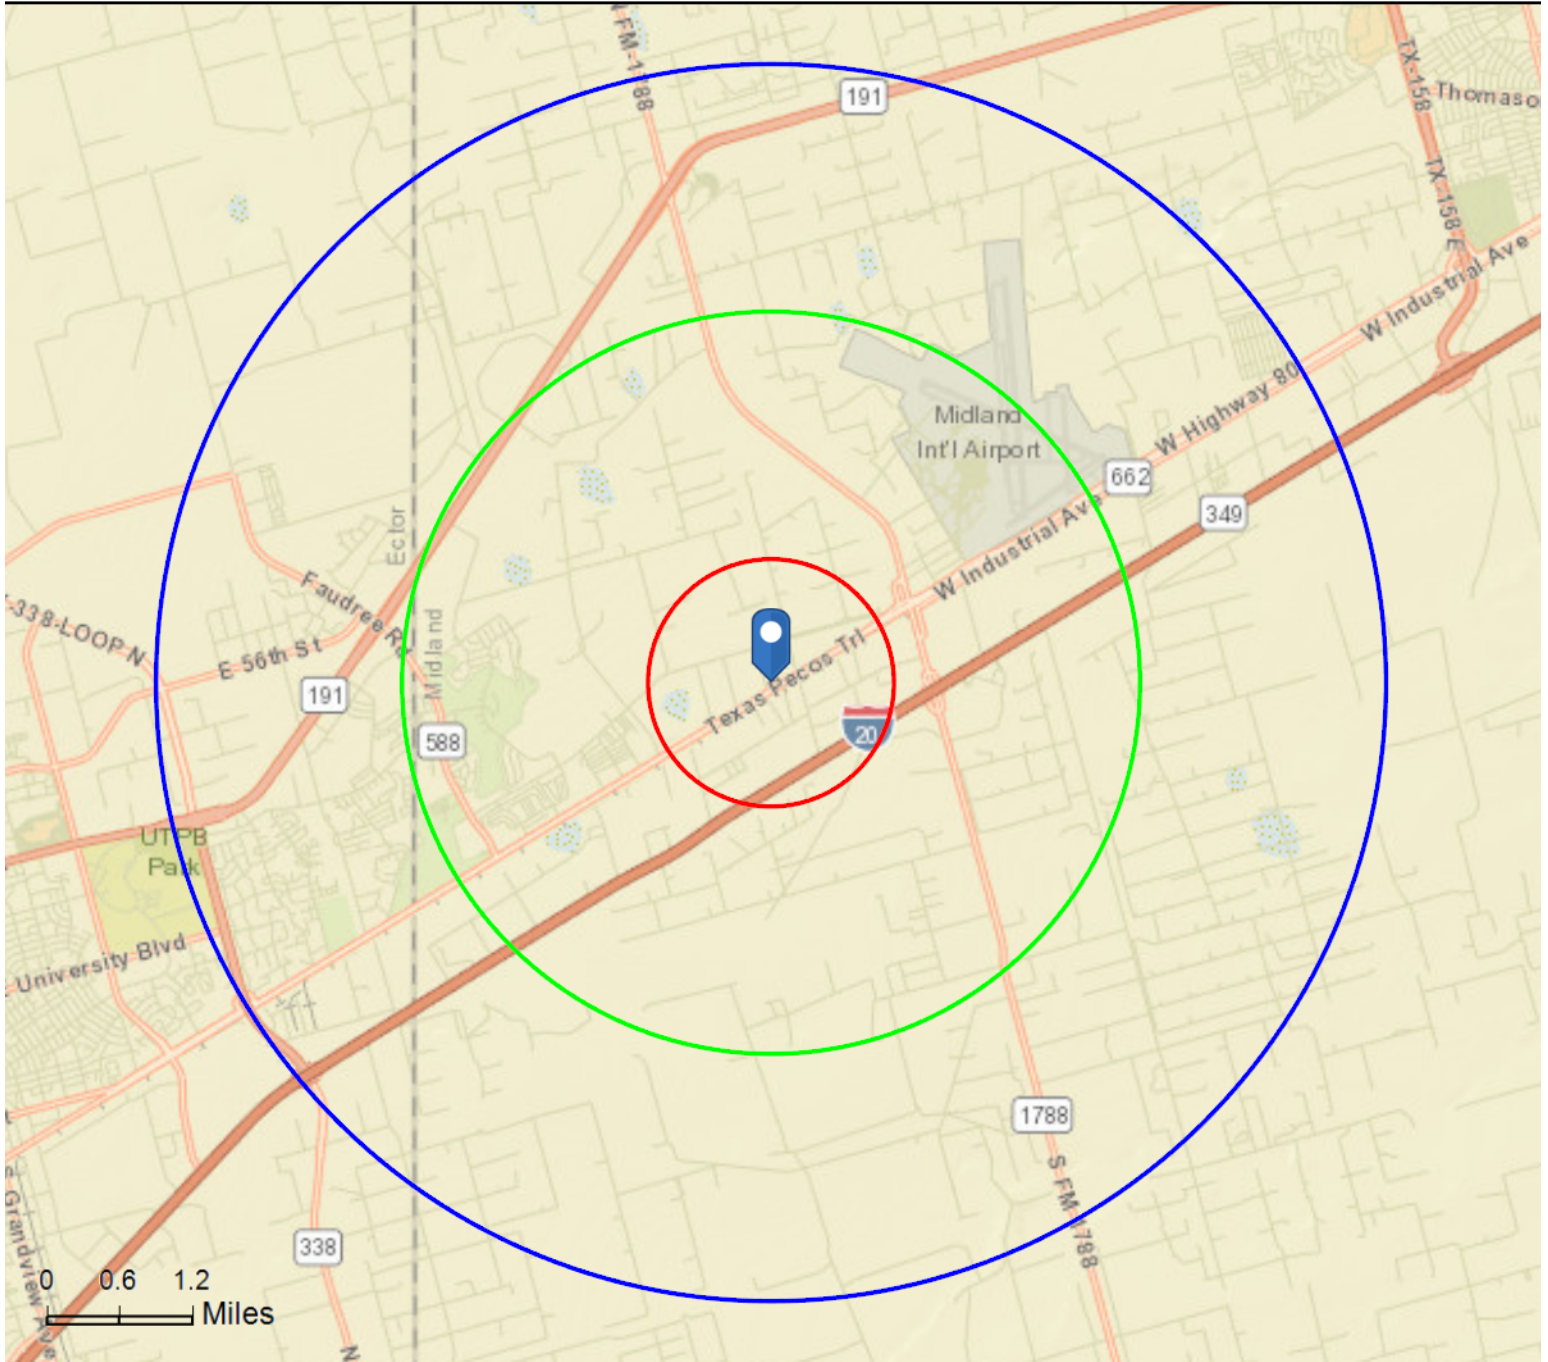 N FM-1788
191
TX-158
Thomaso
TX-158 E
W Industrial Ave
W Highway 80
Midland
Int'l Airport
662
349
W Industrial Ave
Ector
Faudree Rd
-338-LOOP N
E 56th St
Midland
191
588
Texas Pecos Trl
20
UTPB
Park
University Blvd
1788
S FM-1788
338
S Grandview Ave
0 0.6 1.2
Miles
N